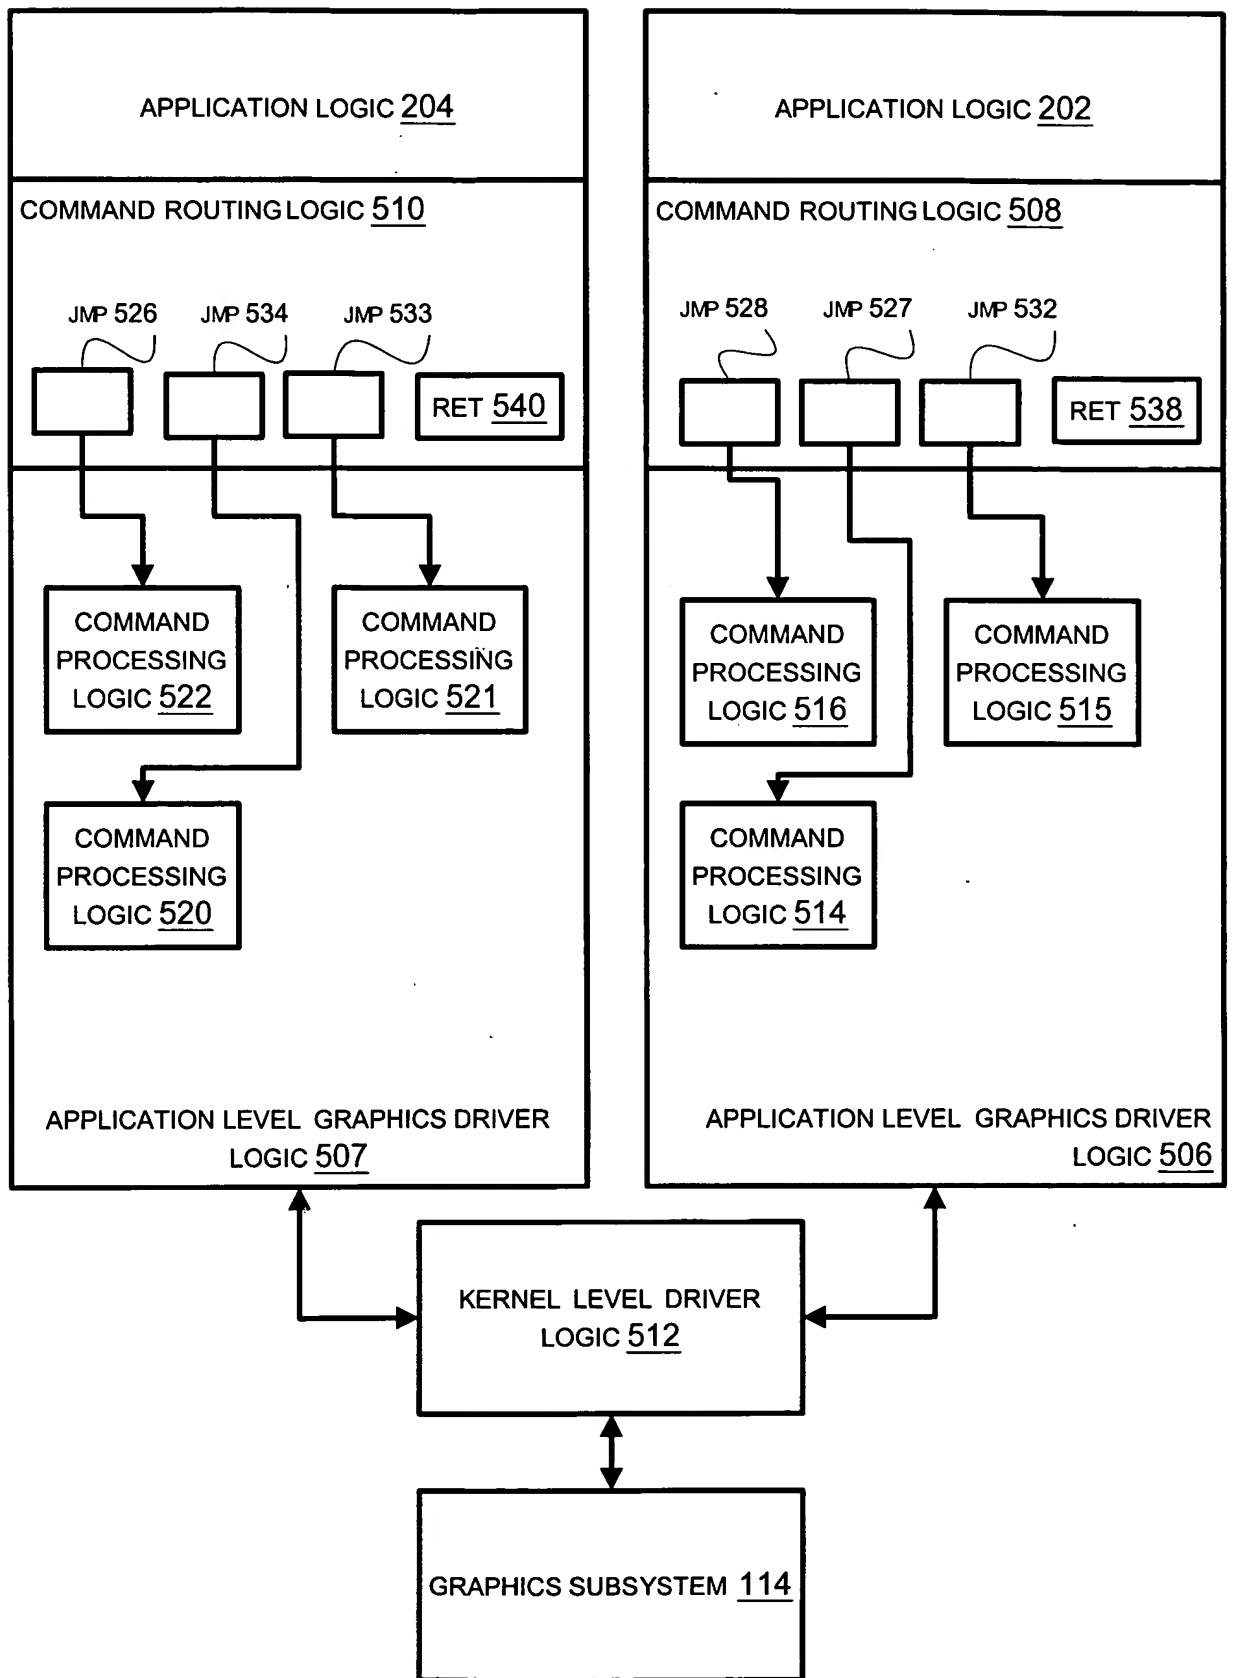 APPLICATION LOGIC 204
COMMAND ROUTING LOGIC 510
JMP 526
JMP 534
JMP 533
RET 540
COMMAND
PROCESSING
LOGIC 522
COMMAND
PROCESSING
LOGIC 521
COMMAND
PROCESSING
LOGIC 520
APPLICATION LEVEL GRAPHICS DRIVER
LOGIC 507
APPLICATION LOGIC 202
COMMAND ROUTING LOGIC 508
JMP 528
JMP 527
JMP 532
RET 538
COMMAND
PROCESSING
LOGIC 516
COMMAND
PROCESSING
LOGIC 515
COMMAND
PROCESSING
LOGIC 514
APPLICATION LEVEL GRAPHICS DRIVER
LOGIC 506
KERNEL LEVEL DRIVER
LOGIC 512
GRAPHICS SUBSYSTEM 114